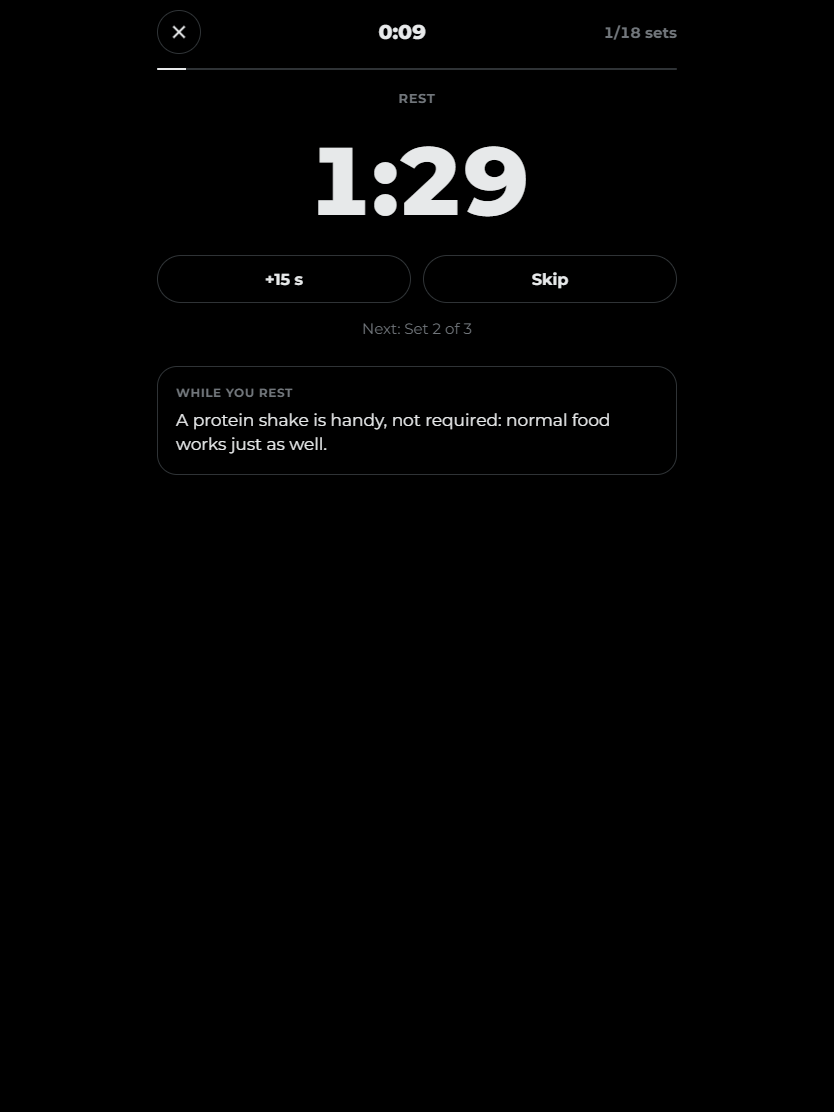 0:09
1/18 sets
REST
1:29
+15 s
Skip
Next: Set 2 of 3
WHILE YOU REST
A protein shake is handy, not required: normal food
works just as well.